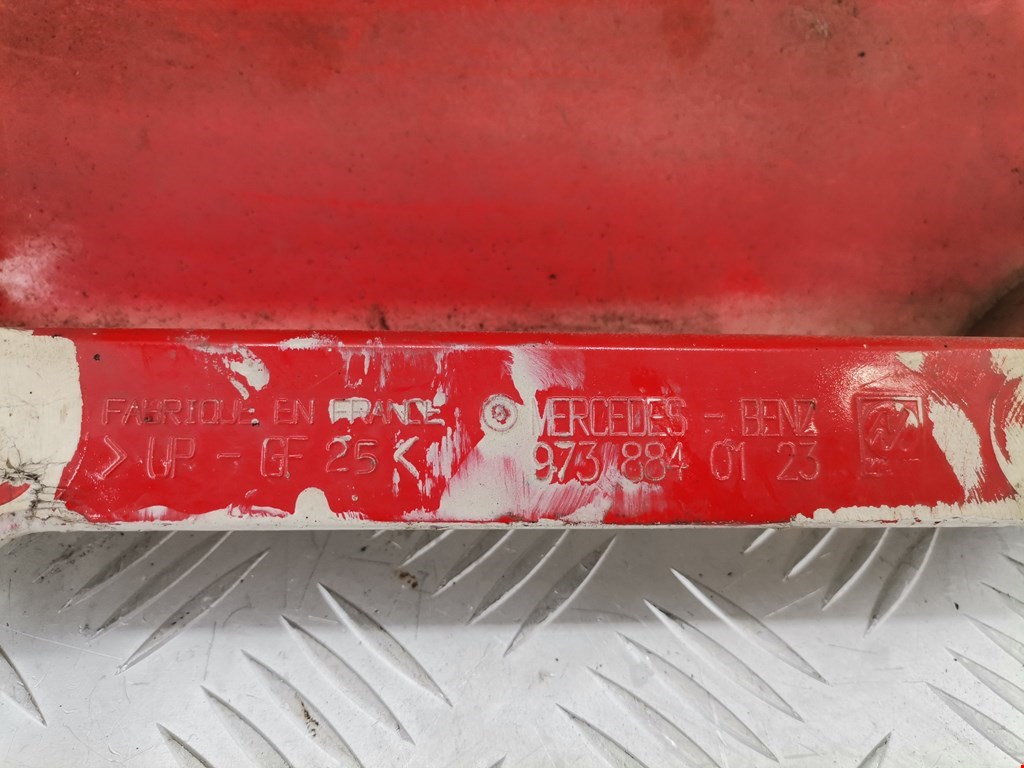 FABRIQUE EN FRANCE
>UP - GF 25<
MERCEDES - BENZ
973 884 01 23